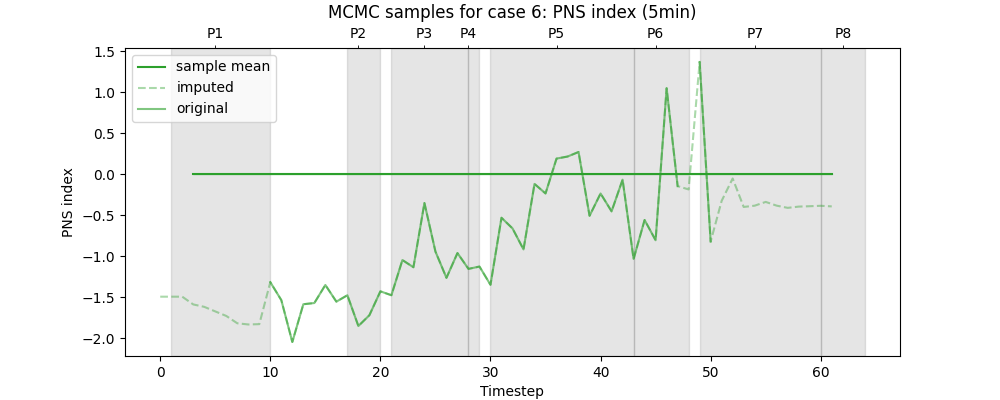 MCMC samples for case 6: PNS index (5min)
P1 P2 P3 P4 P5 P6 P7 P8
sample mean
imputed
original
1.5
1.0
0.5
0.0
−0.5
−1.0
−1.5
−2.0
PNS index
0 10 20 30 40 50 60
Timestep